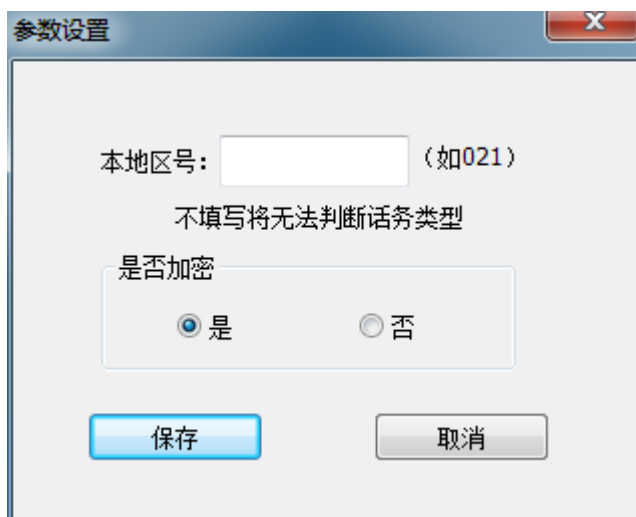 参数设置
本地区号： （如021）
不填写将无法判断话务类型
是否加密
是 否
保存 取消